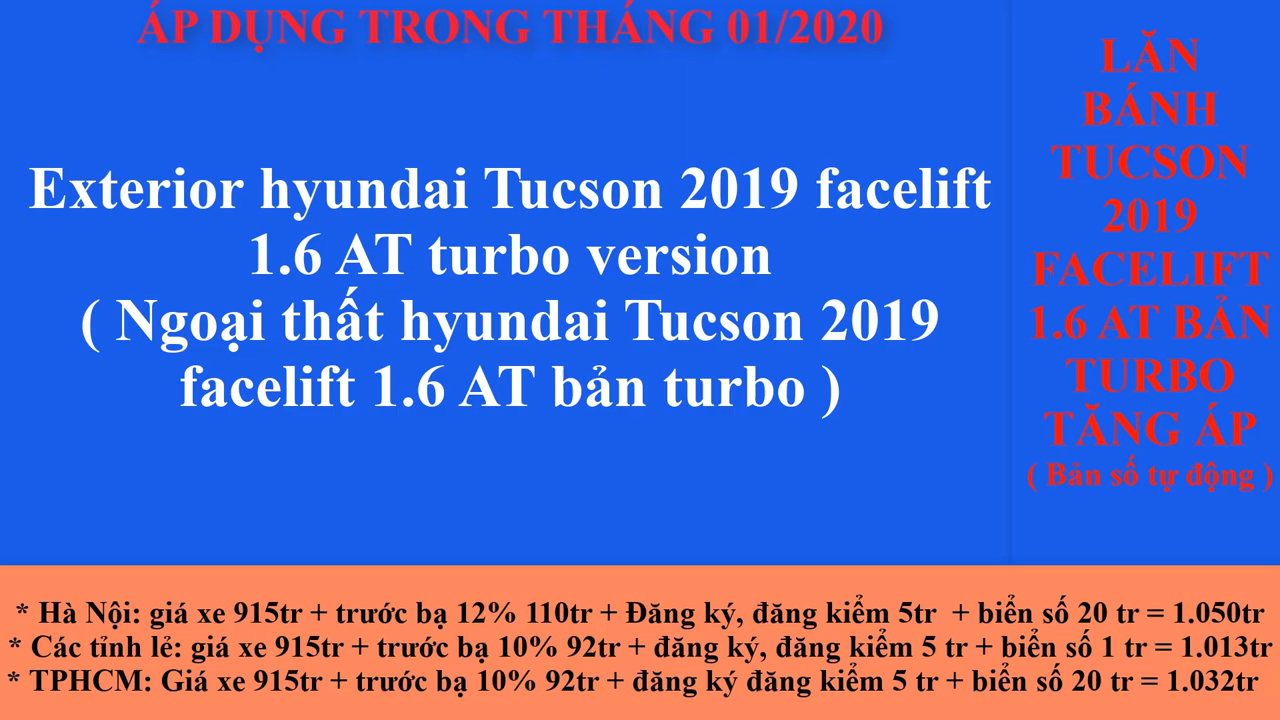 ÁP DỤNG TRONG THÁNG 01/2020
Exterior hyundai Tucson 2019 facelift
1.6 AT turbo version
( Ngoại thất hyundai Tucson 2019
facelift 1.6 AT bản turbo )
LĂN
BÁNH
TUCSON
2019
FACELIFT
1.6 AT BẢN
TURBO
TĂNG ÁP
( Bản số tự động )
* Hà Nội: giá xe 915tr + trước bạ 12% 110tr + Đăng ký, đăng kiểm 5tr  + biển số 20 tr = 1.050tr
* Các tỉnh lẻ: giá xe 915tr + trước bạ 10% 92tr + đăng ký, đăng kiểm 5 tr + biển số 1 tr = 1.013tr
* TPHCM: Giá xe 915tr + trước bạ 10% 92tr + đăng ký đăng kiểm 5 tr + biển số 20 tr = 1.032tr